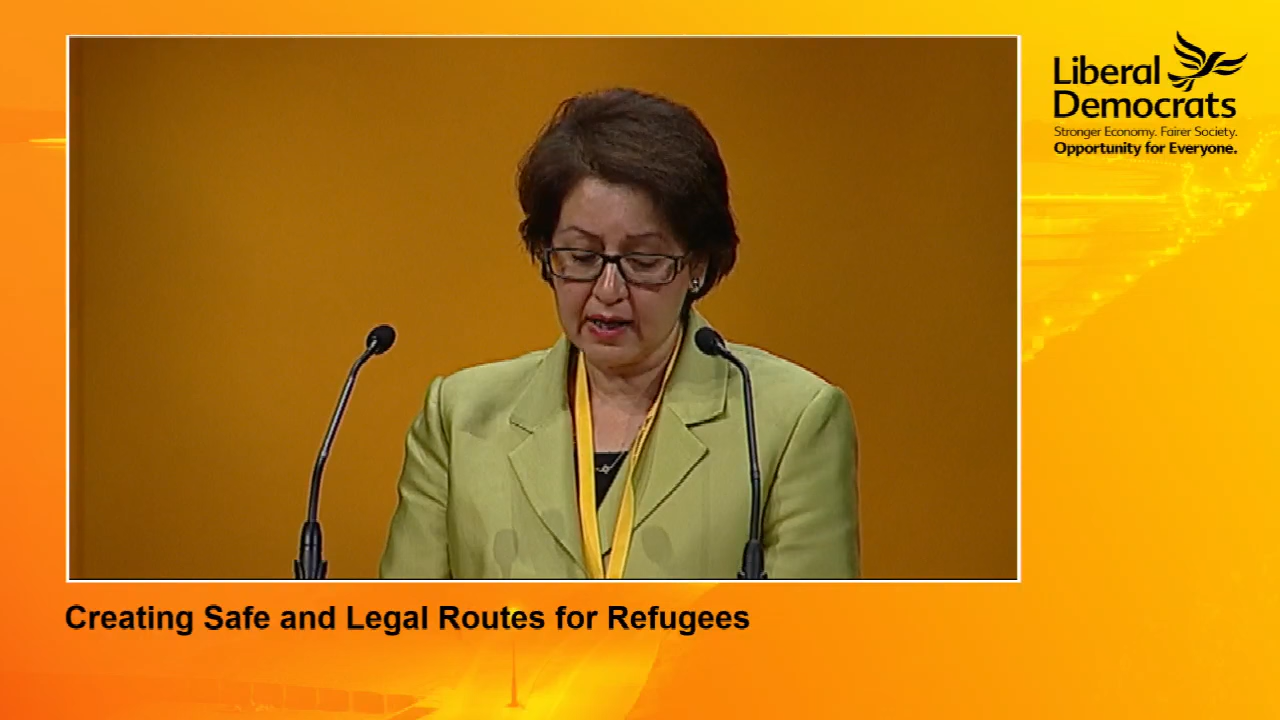 Liberal
Democrats
Stronger Economy. Fairer Society.
Opportunity for Everyone.
Creating Safe and Legal Routes for Refugees